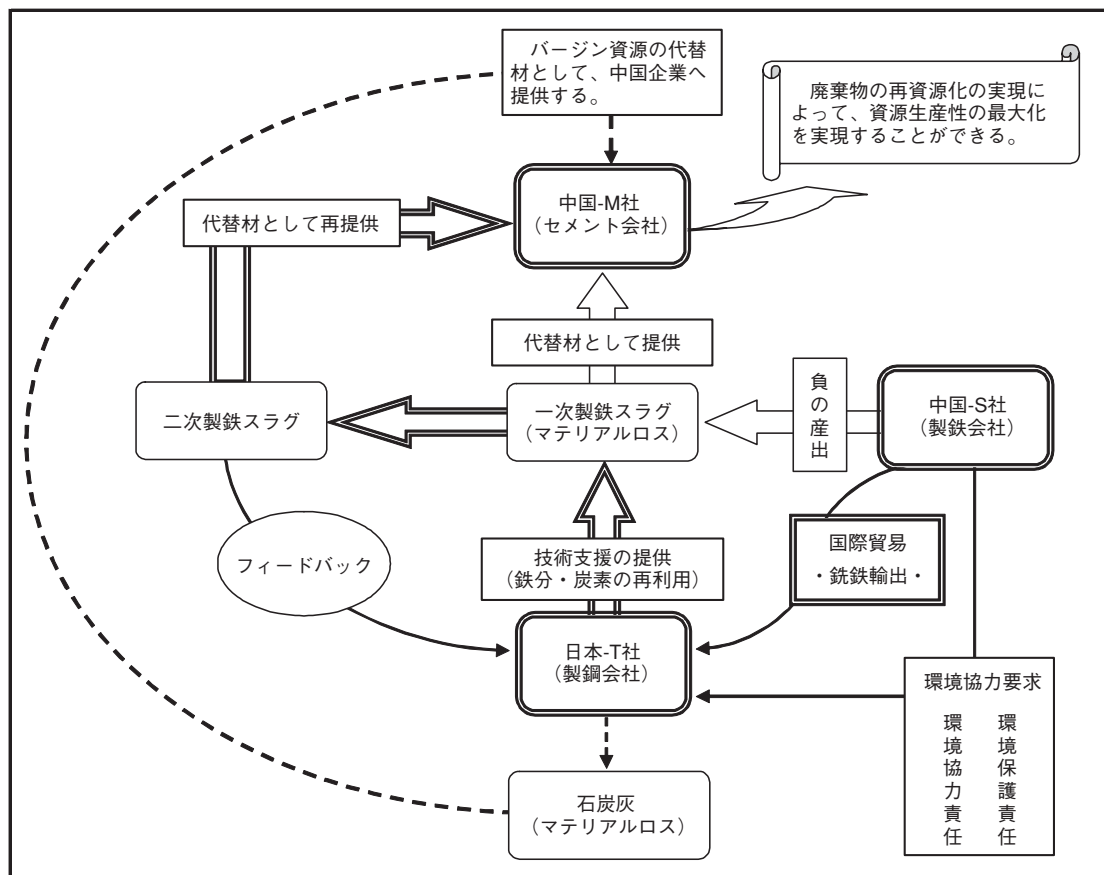 バージン資源の代替
材として、中国企業へ
提供する。
廃棄物の再資源化の実現に
よって、資源生産性の最大化
を実現することができる。
中国-M社
(セメント会社)
代替材として再提供
代替材として提供
負の産出
中国-S社
(製鉄会社)
二次製鉄スラグ
一次製鉄スラグ
(マテリアルロス)
フィードバック
技術支援の提供
(鉄分・炭素の再利用)
国際貿易
・銑鉄輸出・
日本-T社
(製鋼会社)
環境協力要求
環境協力責任
環境保護責任
石炭灰
(マテリアルロス)